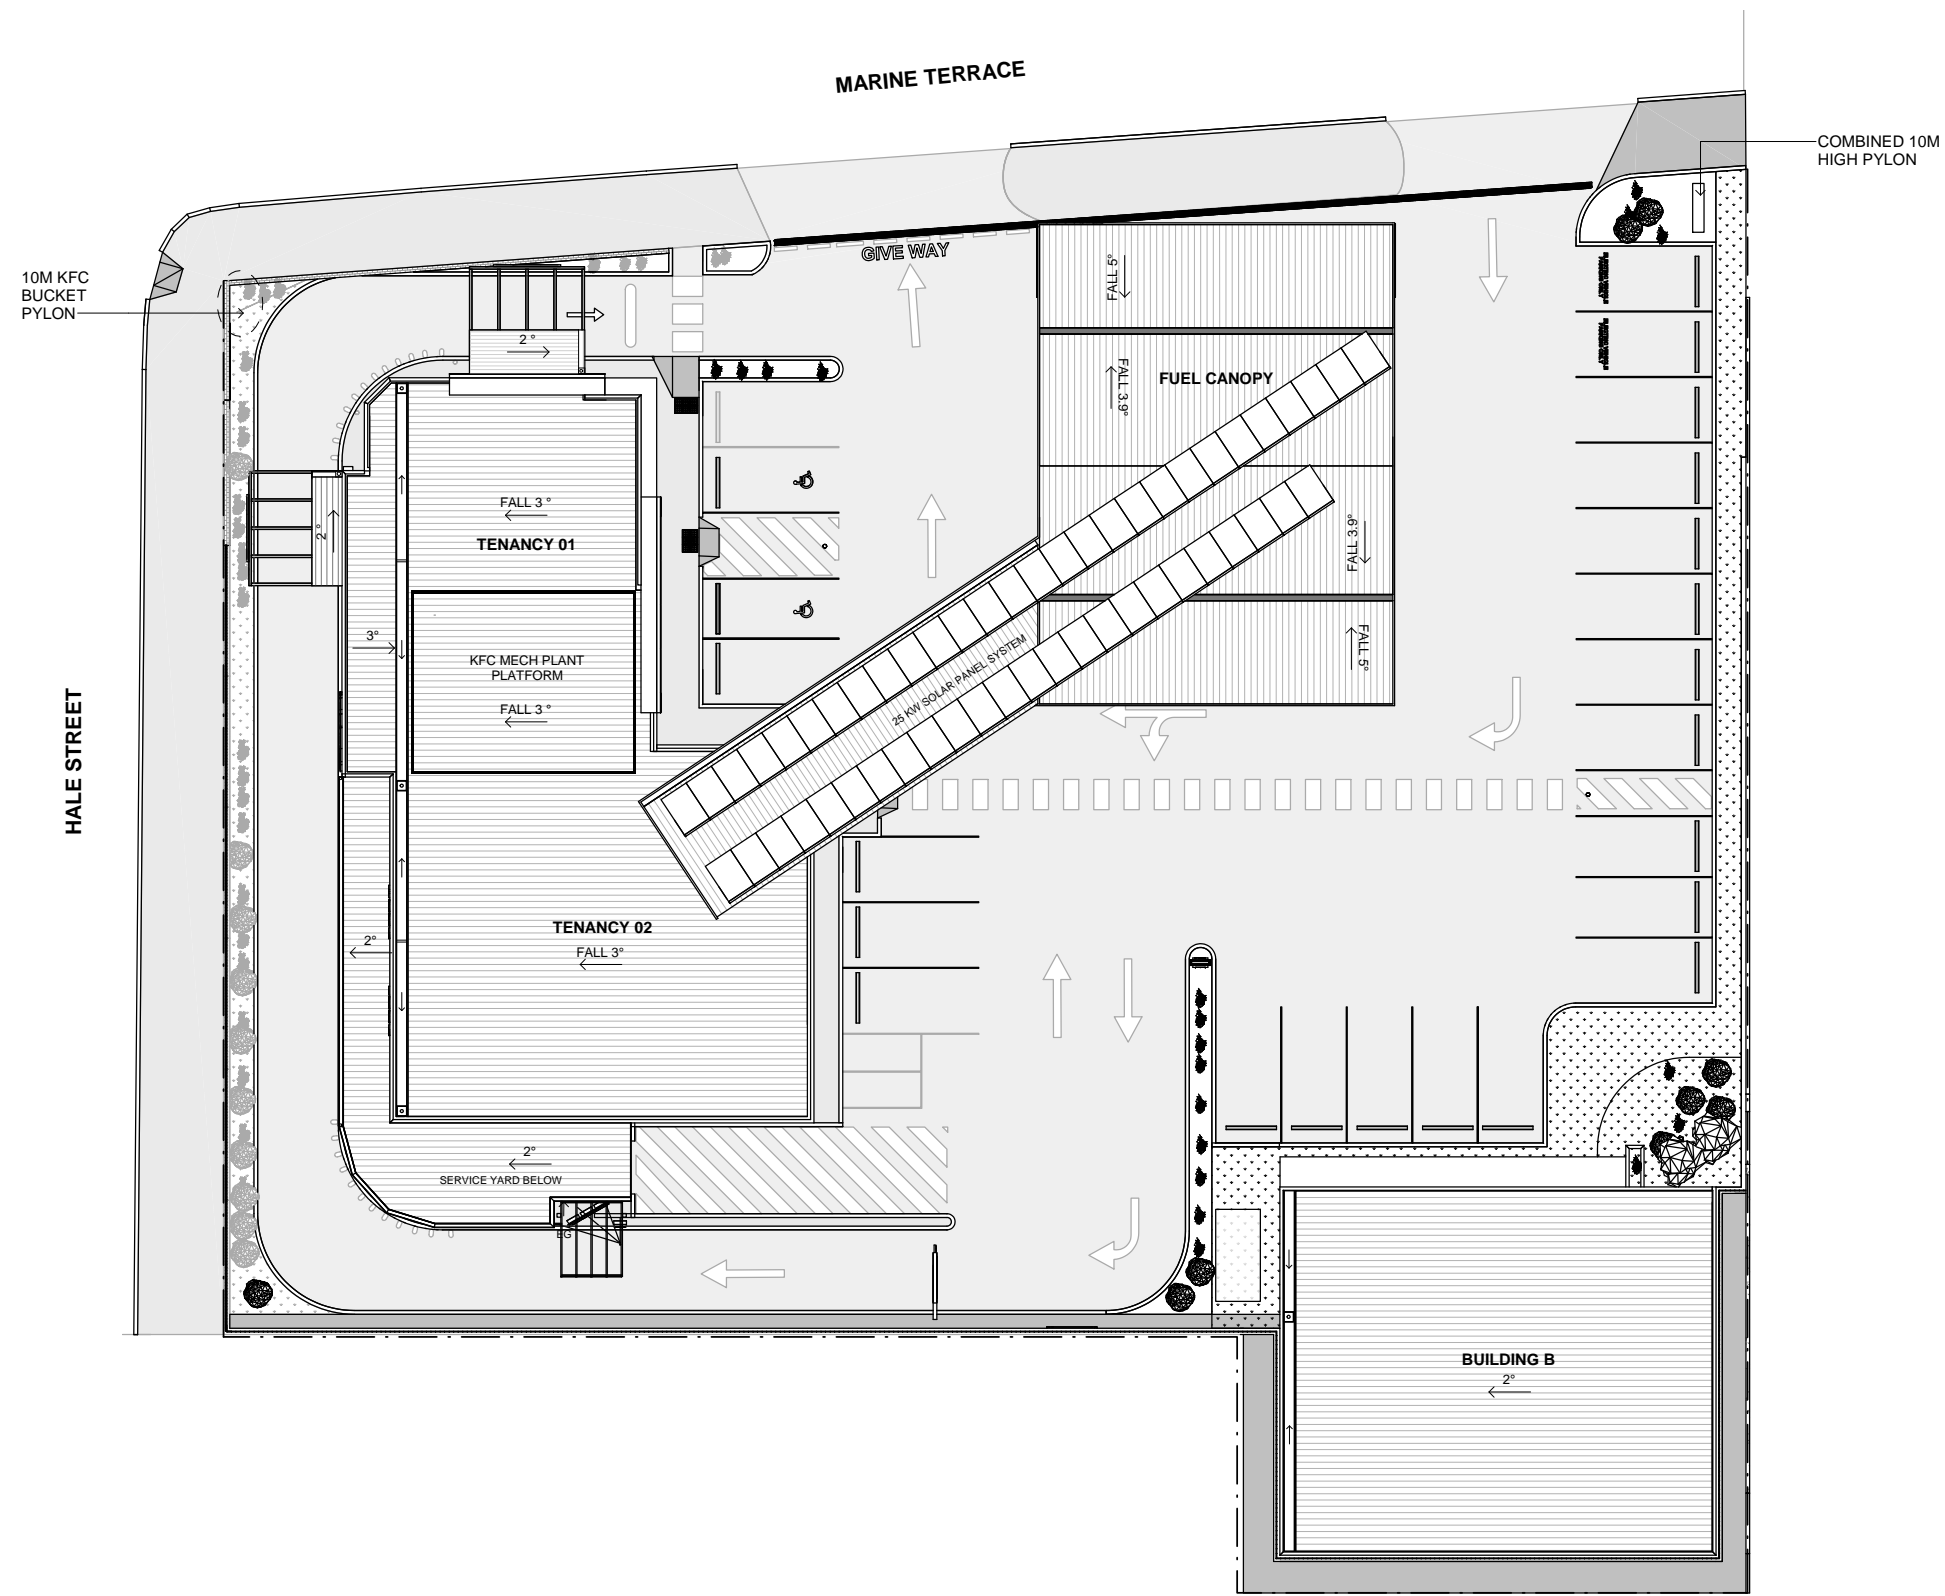 MARINE TERRACE
COMBINED 10M
HIGH PYLON
GIVE WAY
10M KFC
BUCKET
PYLON
FALL 5°
2°
FUEL CANOPY
FALL 3.9°
FALL 3°
TENANCY 01
2°
FALL 3.9°
3°
KFC MECH PLANT
PLATFORM
FALL 3°
25 KW SOLAR PANEL SYSTEM
FALL 5°
HALE STREET
TENANCY 02
FALL 3°
2°
2°
SERVICE YARD BELOW
EG
BUILDING B
2°